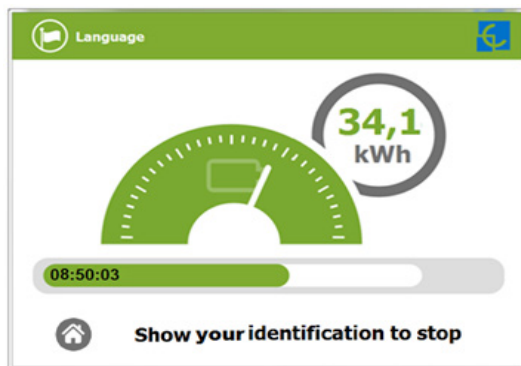 Language
34,1
kWh
08:50:03
Show your identification to stop